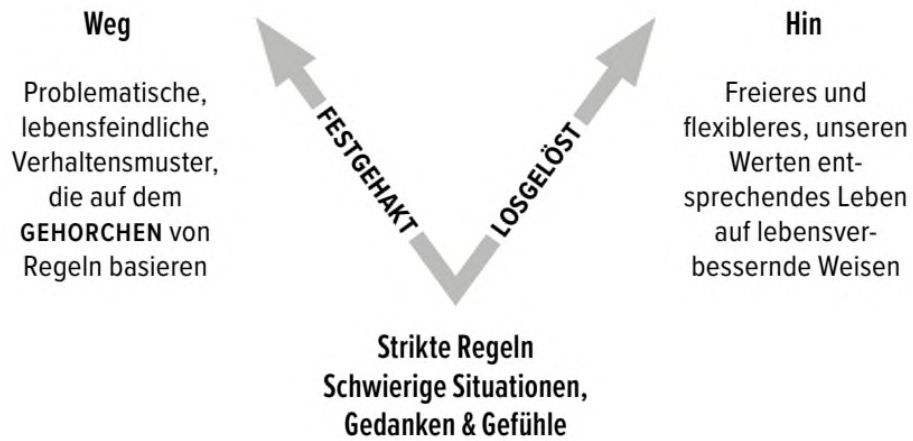 Weg
Problematische,
lebensfeindliche
Verhaltensmuster,
die auf dem
GEHORCHEN von
Regeln basieren
FESTGEHAKT
LOSGELÖST
Hin
Freieres und
flexibleres, unseren
Werten ent-
sprechendes Leben
auf lebensver-
bessernde Weisen
Strikte Regeln
Schwierige Situationen,
Gedanken & Gefühle